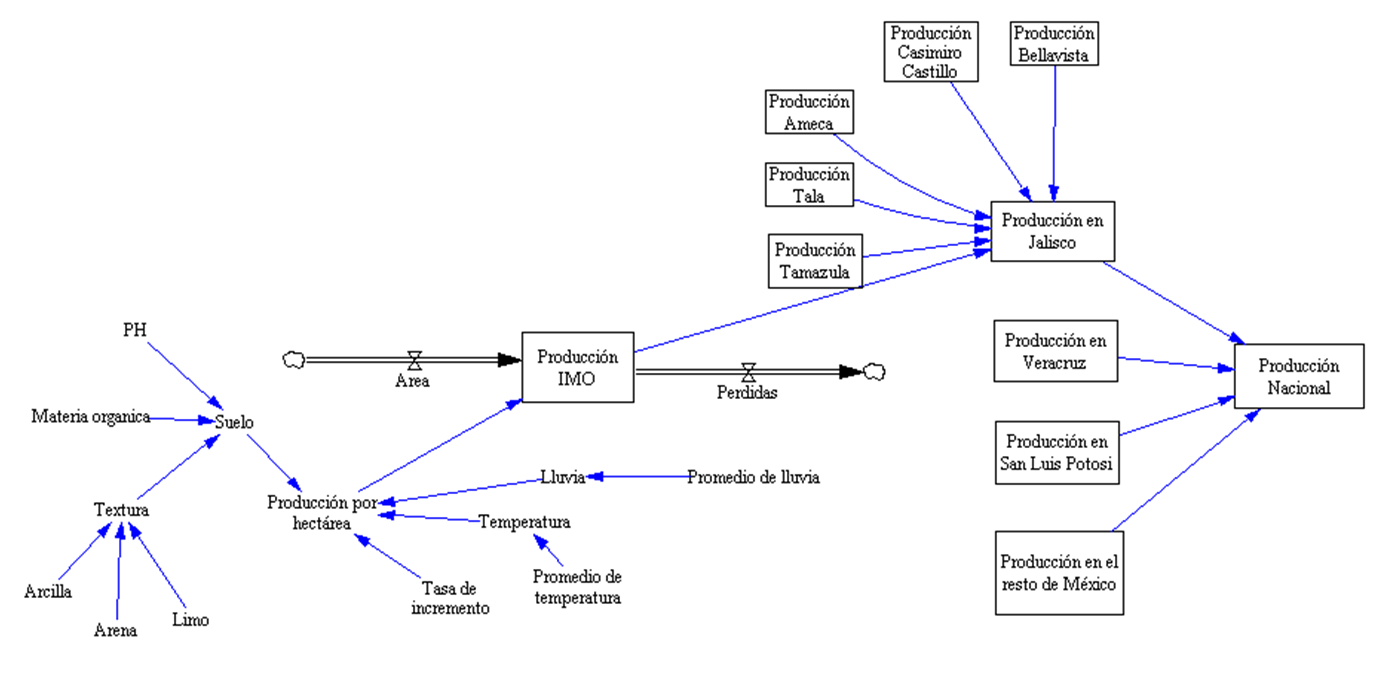 Producción
Casimiro
Castillo
Producción
Bellavista
Producción
Ameca
Producción
Tala
Producción
Tamazula
Producción en
Jalisco
PH
Producción
IMO
Area
Perdidas
Producción en
Veracruz
Producción
Nacional
Materia organica
Suelo
Producción en
San Luis Potosi
Textura
Producción por
hectárea
Lluvia
Promedio de lluvia
Temperatura
Producción en el
resto de México
Arcilla
Arena
Limo
Tasa de
incremento
Promedio de
temperatura